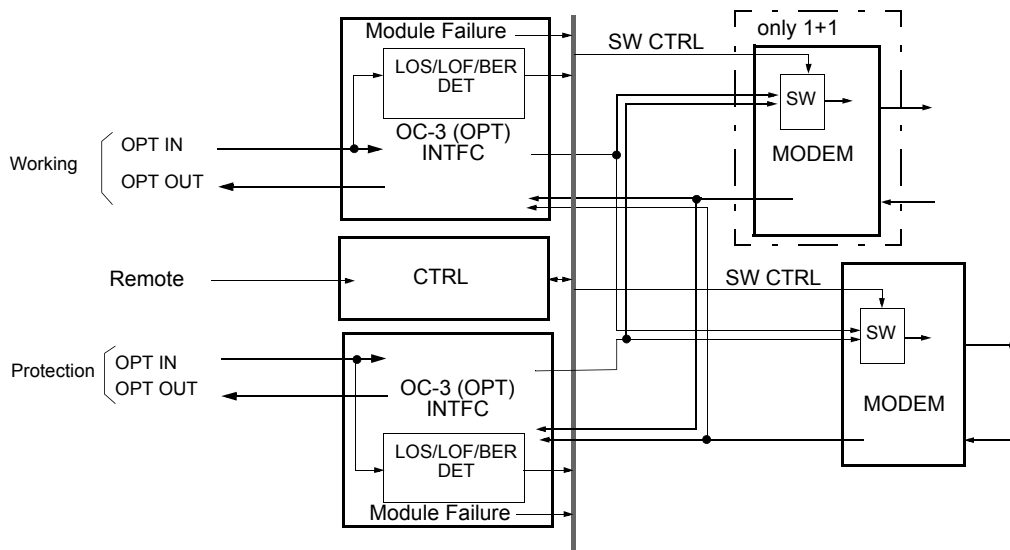 Module Failure
LOS/LOF/BER
DET
OC-3 (OPT)
INTFC
Working
OPT IN
OPT OUT
SW CTRL
only 1+1
SW
MODEM
Remote
CTRL
SW CTRL
SW
MODEM
Protection
OPT IN
OPT OUT
OC-3 (OPT)
INTFC
LOS/LOF/BER
DET
Module Failure